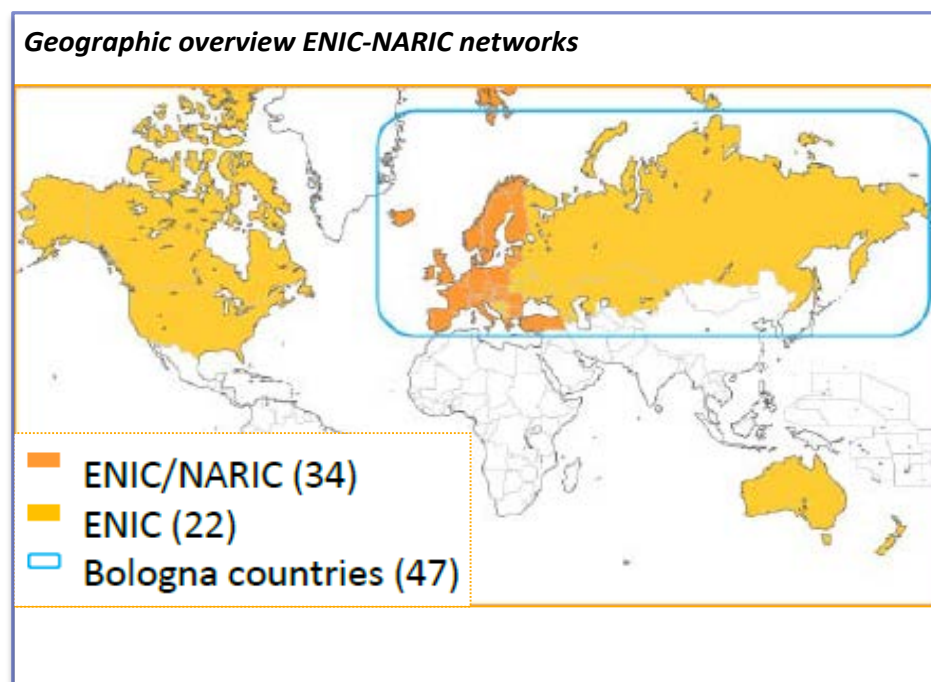 Geographic overview ENIC-NARIC networks
ENIC/NARIC (34)
ENIC (22)
Bologna countries (47)